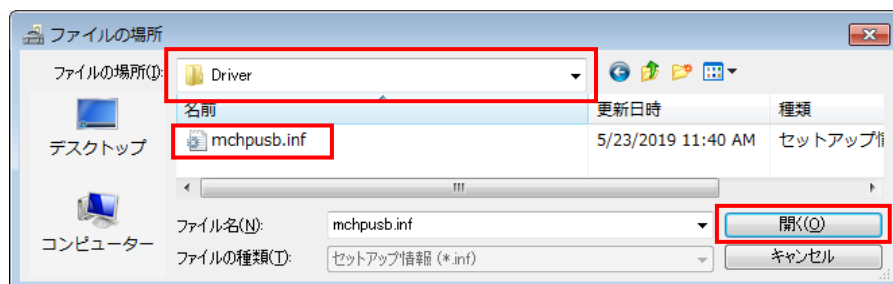 ファイルの場所
ファイルの場所(I):
Driver
名前
更新日時
種類
mchpusb.inf
5/23/2019 11:40 AM
セットアップ情
デスクトップ
コンピューター
ファイル名(N):
mchpusb.inf
開く(O)
ファイルの種類(T):
セットアップ情報 (*.inf)
キャンセル